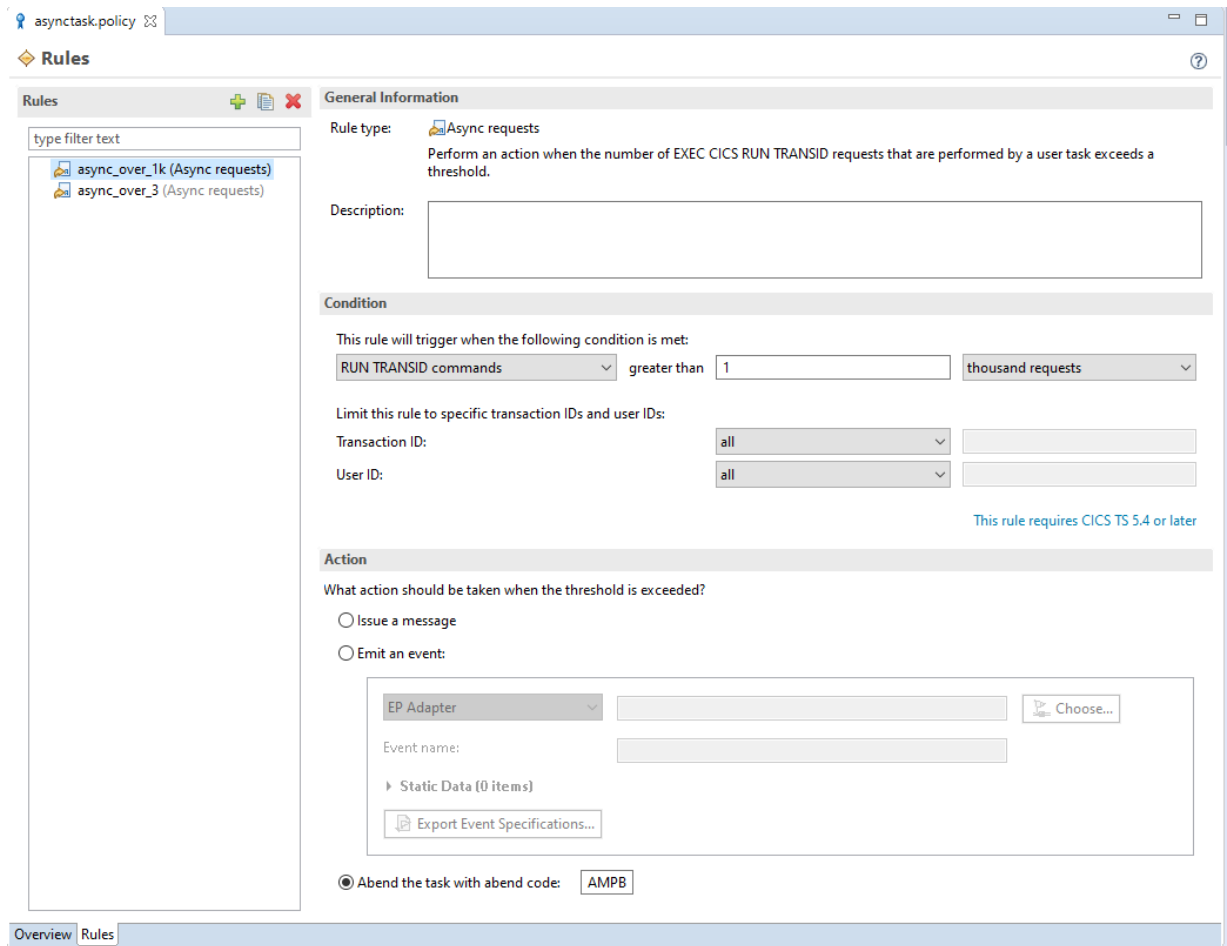 asynctask.policy
Rules
Rules
type filter text
async_over_1k (Async requests)
async_over_3 (Async requests)
General Information
Rule type: Async requests
Perform an action when the number of EXEC CICS RUN TRANSID requests that are performed by a user task exceeds a
threshold.
Description:
Condition
This rule will trigger when the following condition is met:
RUN TRANSID commands greater than 1 thousand requests
Limit this rule to specific transaction IDs and user IDs:
Transaction ID: all
User ID: all
This rule requires CICS TS 5.4 or later
Action
What action should be taken when the threshold is exceeded?
Issue a message
Emit an event:
EP Adapter Choose...
Event name:
Static Data (0 items)
Export Event Specifications...
Abend the task with abend code: AMPB
Overview Rules